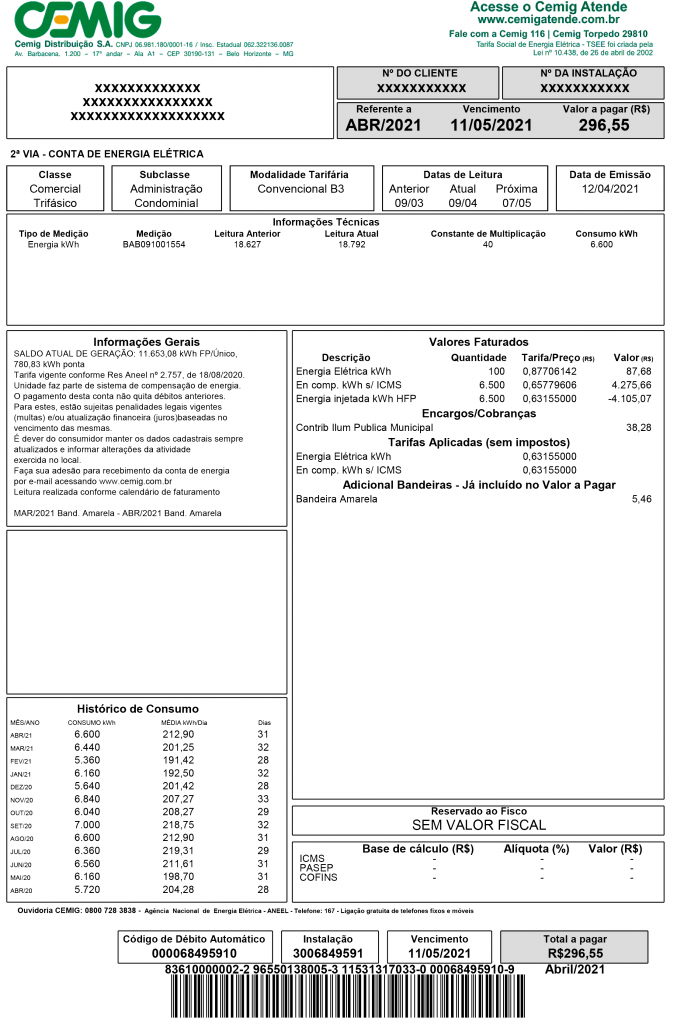 CEMIG
Acesse o Cemig Atende
www.cemigatende.com.br
Fale com a Cemig 116 | Cemig Torpedo 29810
Tarifa Social de Energia Elétrica - TSEE foi criada pela
Lei nº 10.438, de 26 de abril de 2002
Cemig Distribuição S.A. CNPJ 06.981.180/0001-16 / Insc. Estadual 062.322136.0087
Av. Barbacena, 1.200 – 17° andar – Ala A1 – CEP 30190-131 – Belo Horizonte – MG
XXXXXXXXXXXXX
XXXXXXXXXXXXXXXX
XXXXXXXXXXXXXXXXXXX
Nº DO CLIENTE Nº DA INSTALAÇÃO
XXXXXXXXXXX XXXXXXXXXXX
Referente a Vencimento Valor a pagar (R$)
ABR/2021 11/05/2021 296,55
2ª VIA - CONTA DE ENERGIA ELÉTRICA
Classe Subclasse Modalidade Tarifária Datas de Leitura Data de Emissão
Comercial Administração Convencional B3 Anterior Atual Próxima 12/04/2021
Trifásico Condominial 09/03 09/04 07/05
Informações Técnicas
Tipo de Medição Medição Leitura Anterior Leitura Atual Constante de Multiplicação Consumo kWh
Energia kWh BAB091001554 18.627 18.792 40 6.600
Informações Gerais
SALDO ATUAL DE GERAÇÃO: 11.653,08 kWh FP/Único,
780,83 kWh ponta
Tarifa vigente conforme Res Aneel nº 2.757, de 18/08/2020.
Unidade faz parte de sistema de compensação de energia.
O pagamento desta conta não quita débitos anteriores.
Para estes, estão sujeitas penalidades legais vigentes
(multas) e/ou atualização financeira (juros)baseadas no
vencimento das mesmas.
É dever do consumidor manter os dados cadastrais sempre
atualizados e informar alterações da atividade
exercida no local.
Faça sua adesão para recebimento da conta de energia
por e-mail acessando www.cemig.com.br
Leitura realizada conforme calendário de faturamento
MAR/2021 Band. Amarela - ABR/2021 Band. Amarela
Valores Faturados
Descrição Quantidade Tarifa/Preço (R$) Valor (R$)
Energia Elétrica kWh 100 0,87706142 87,68
En comp. kWh s/ ICMS 6.500 0,65779606 4.275,66
Energia injetada kWh HFP 6.500 0,63155000 -4.105,07
Encargos/Cobranças
Contrib Ilum Publica Municipal 38,28
Tarifas Aplicadas (sem impostos)
Energia Elétrica kWh 0,63155000
En comp. kWh s/ ICMS 0,63155000
Adicional Bandeiras - Já incluído no Valor a Pagar
Bandeira Amarela 5,46
Histórico de Consumo
MÊS/ANO CONSUMO kWh MÉDIA kWh/Dia Dias
ABR/21 6.600 212,90 31
MAR/21 6.440 201,25 32
FEV/21 5.360 191,42 28
JAN/21 6.160 192,50 32
DEZ/20 5.640 201,42 28
NOV/20 6.840 207,27 33
OUT/20 6.040 208,27 29
SET/20 7.000 218,75 32
AGO/20 6.600 212,90 31
JUL/20 6.360 219,31 29
JUN/20 6.560 211,61 31
MAI/20 6.160 198,70 31
ABR/20 5.720 204,28 28
Reservado ao Fisco
SEM VALOR FISCAL
Base de cálculo (R$) Alíquota (%) Valor (R$)
ICMS - - -
PASEP - - -
COFINS - - -
Ouvidoria CEMIG: 0800 728 3838 - Agência Nacional de Energia Elétrica - ANEEL - Telefone: 167 - Ligação gratuita de telefones fixos e móveis
Código de Débito Automático Instalação Vencimento Total a pagar
000068495910 3006849591 11/05/2021 R$296,55
83610000002-2 96550138005-3 11531317033-0 00068495910-9 Abril/2021